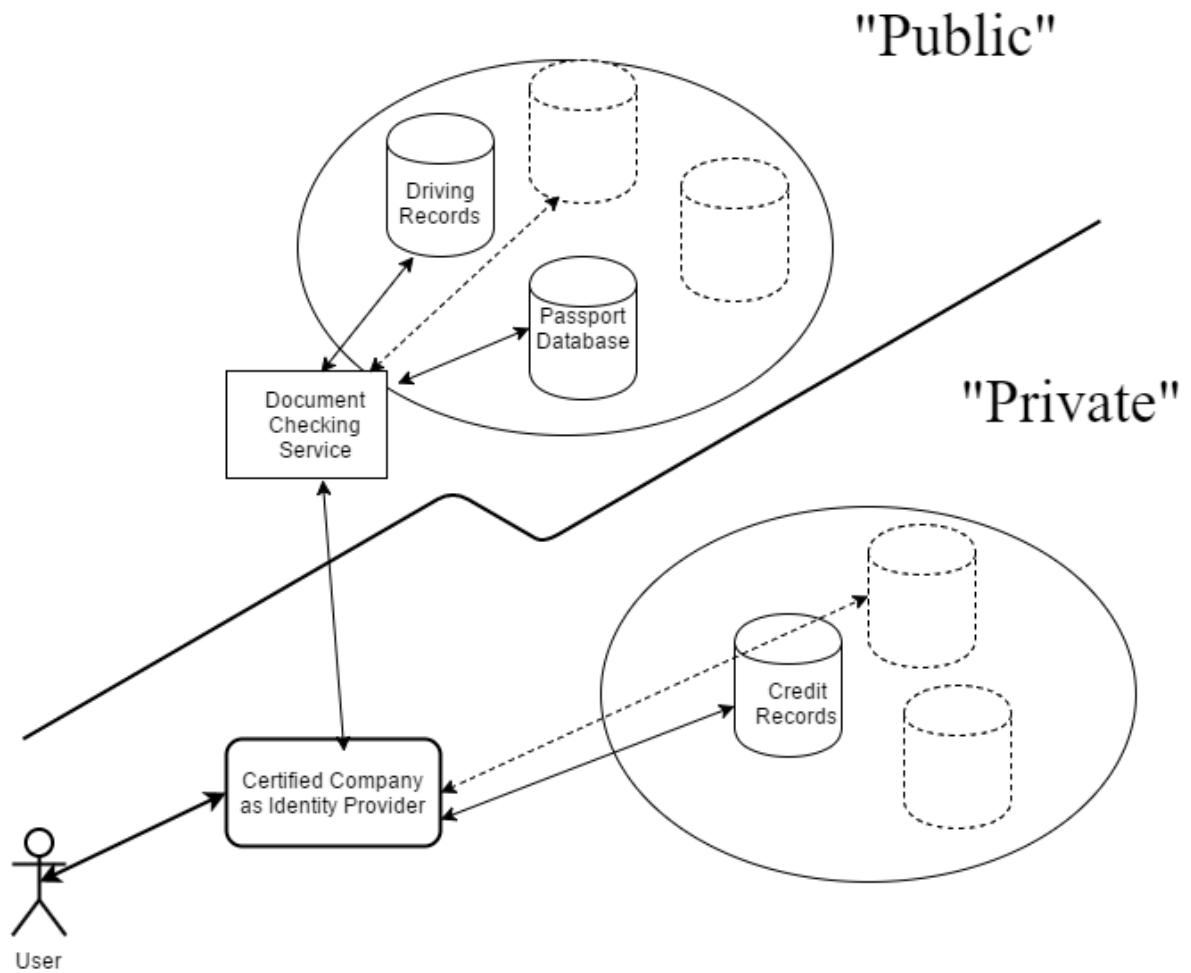 "Public"
Driving
Records
Passport
Database
Document
Checking
Service
"Private"
Credit
Records
Certified Company
as Identity Provider
User